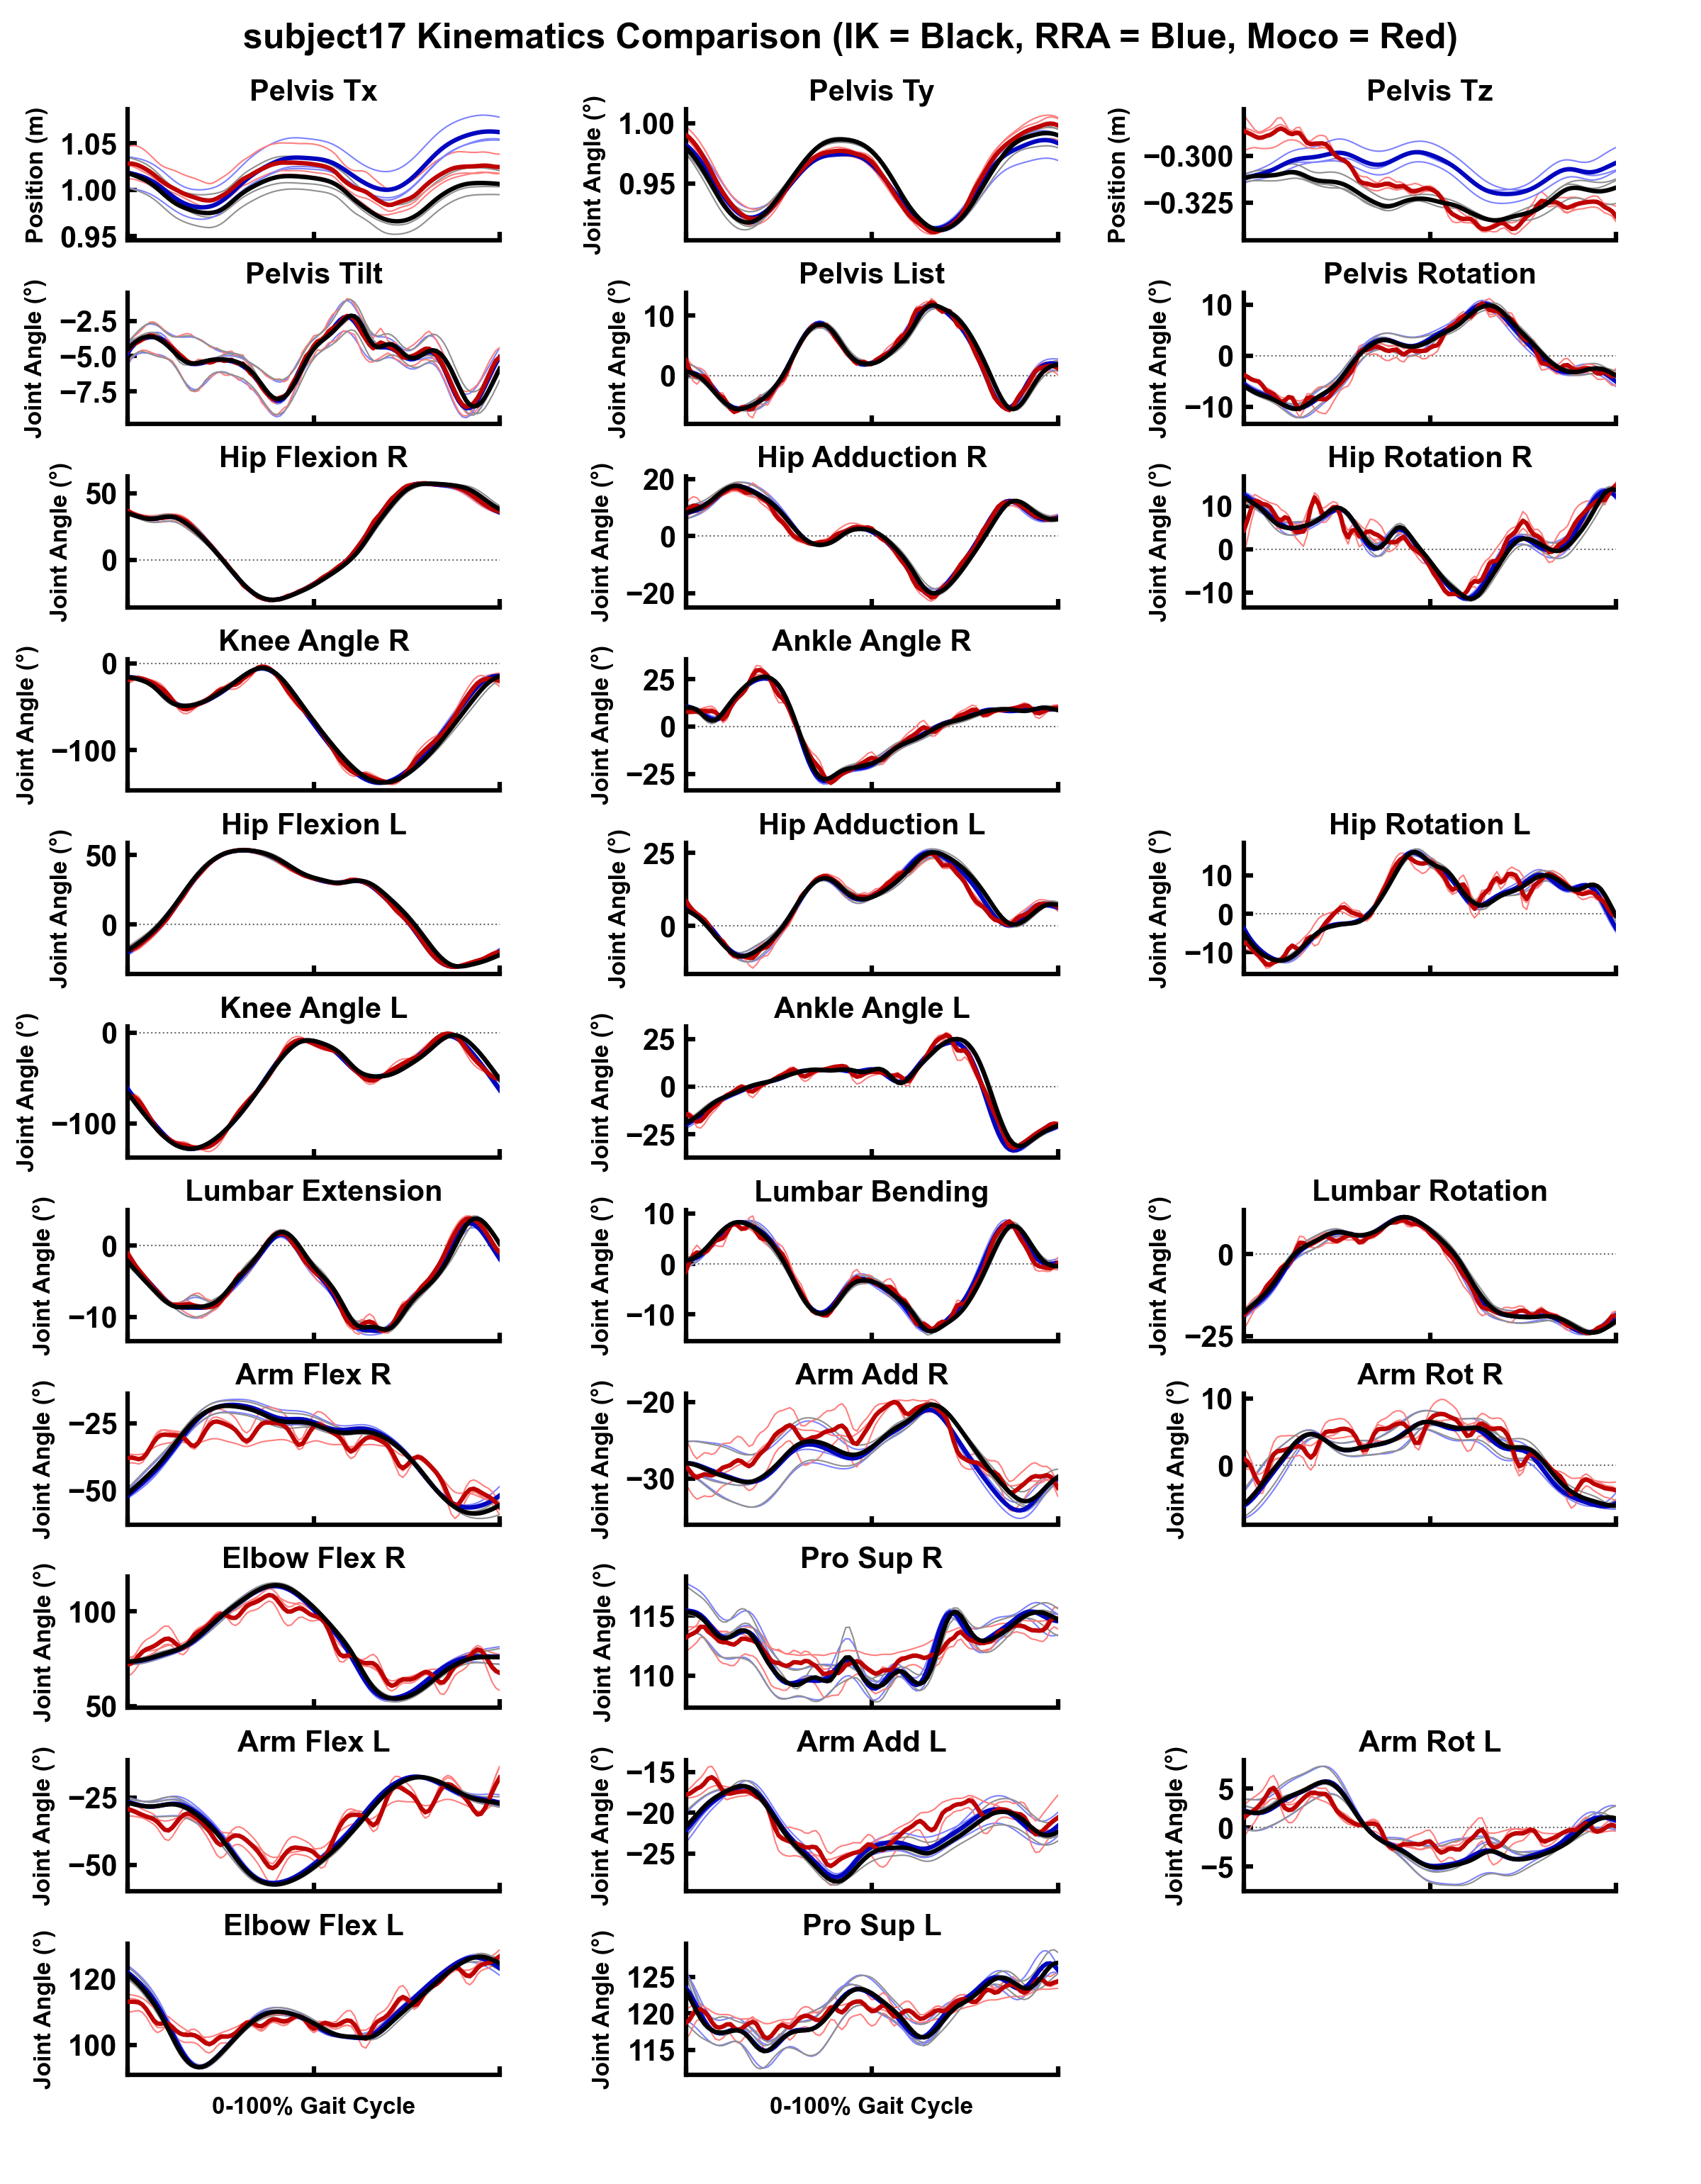 subject17 Kinematics Comparison (IK = Black, RRA = Blue, Moco = Red)
Pelvis Tx
Position (m)
1.05
1.00
0.95
Pelvis Ty
Joint Angle (°)
1.00
0.95
Pelvis Tz
Position (m)
−0.300
−0.325
Pelvis Tilt
Joint Angle (°)
−2.5
−5.0
−7.5
Pelvis List
Joint Angle (°)
10
0
Pelvis Rotation
Joint Angle (°)
10
0
−10
Hip Flexion R
Joint Angle (°)
50
0
Hip Adduction R
Joint Angle (°)
20
0
−20
Hip Rotation R
Joint Angle (°)
10
0
−10
Knee Angle R
Joint Angle (°)
0
−100
Ankle Angle R
Joint Angle (°)
25
0
−25
Hip Flexion L
Joint Angle (°)
50
0
Hip Adduction L
Joint Angle (°)
25
0
Hip Rotation L
Joint Angle (°)
10
0
−10
Knee Angle L
Joint Angle (°)
0
−100
Ankle Angle L
Joint Angle (°)
25
0
−25
Lumbar Extension
Joint Angle (°)
0
−10
Lumbar Bending
Joint Angle (°)
10
0
−10
Lumbar Rotation
Joint Angle (°)
0
−25
Arm Flex R
Joint Angle (°)
−25
−50
Arm Add R
Joint Angle (°)
−20
−30
Arm Rot R
Joint Angle (°)
10
0
Elbow Flex R
Joint Angle (°)
100
50
Pro Sup R
Joint Angle (°)
115
110
Arm Flex L
Joint Angle (°)
−25
−50
Arm Add L
Joint Angle (°)
−15
−20
−25
Arm Rot L
Joint Angle (°)
5
0
−5
Elbow Flex L
Joint Angle (°)
120
100
0-100% Gait Cycle
Pro Sup L
Joint Angle (°)
125
120
115
0-100% Gait Cycle